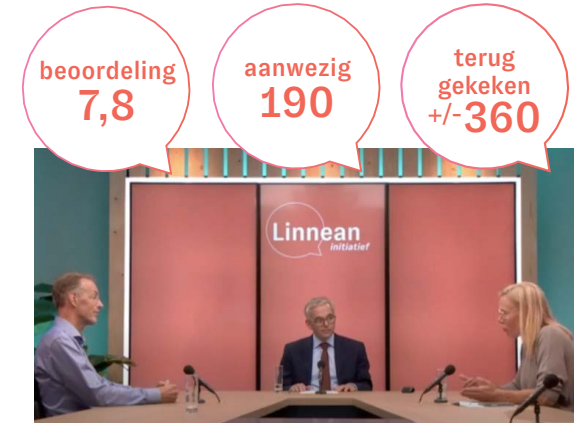 beoordeling
7,8
aanwezig
190
terug
gekeken
+/-360
Linnean
initiatief